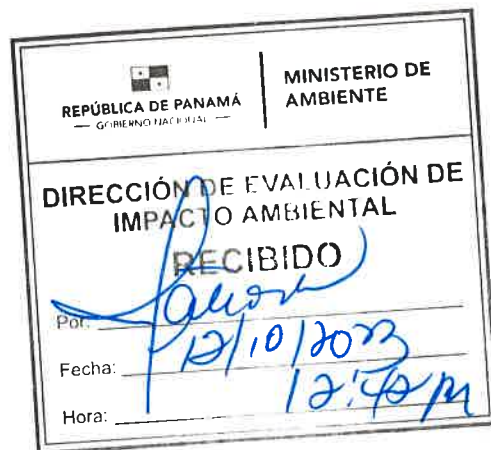 REPÚBLICA DE PANAMÁ
— GOBIERNO NACIONAL —
MINISTERIO DE
AMBIENTE
DIRECCIÓN DE EVALUACIÓN DE
IMPACTO AMBIENTAL
RECIBIDO
Por:
Fecha: 12/10/2023
Hora: 12:42 pm